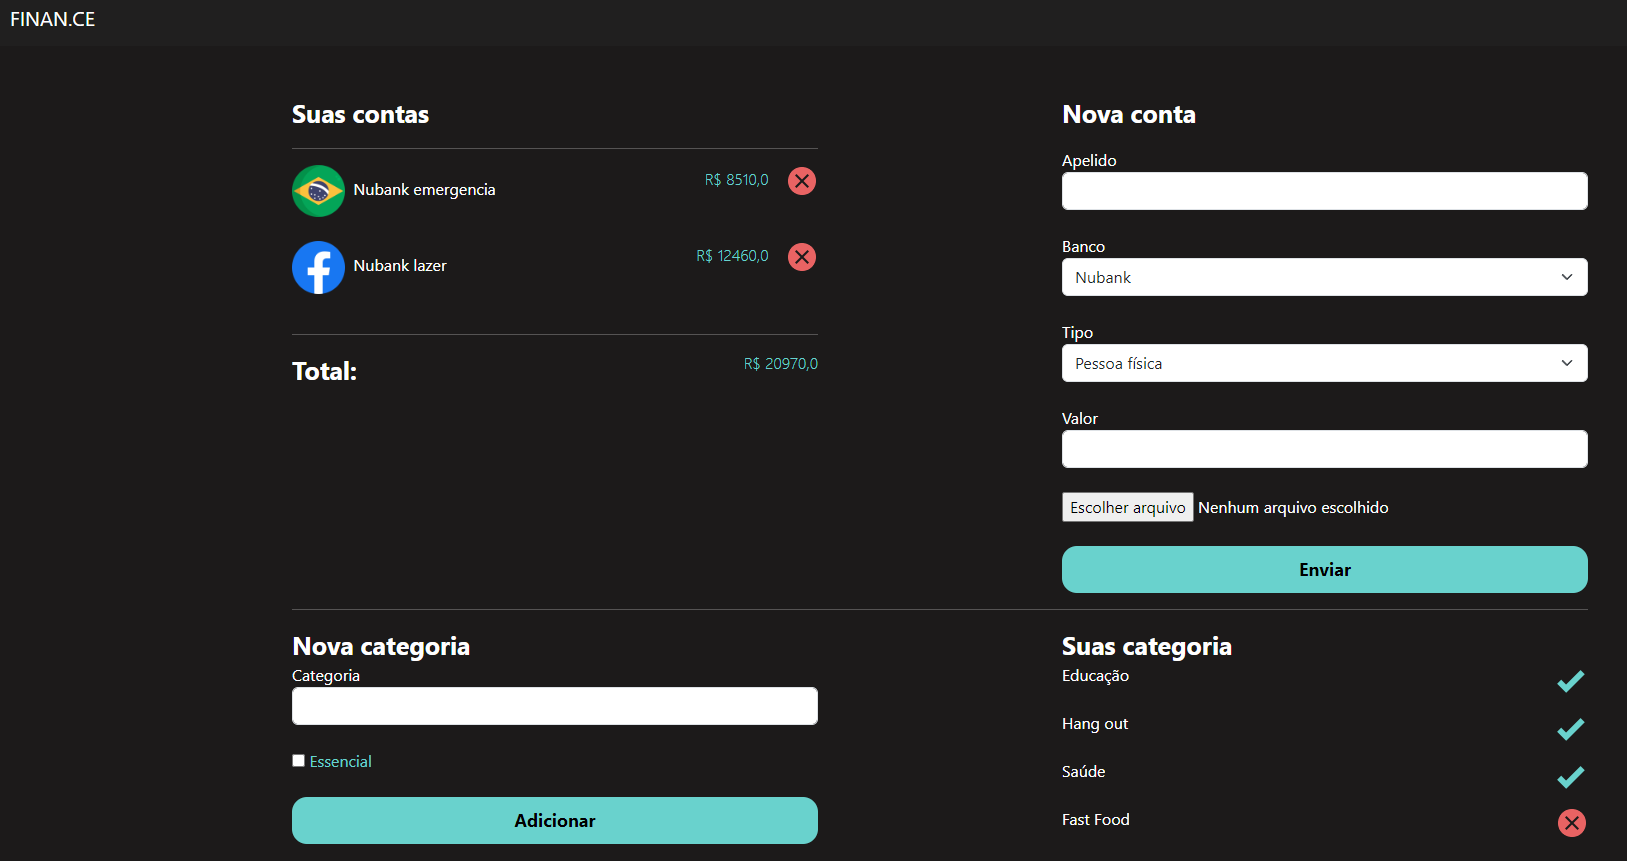 FINAN.CE
Suas contas
Nubank emergencia
R$ 8510,0
Nubank lazer
R$ 12460,0
Total:
R$ 20970,0
Nova conta
Apelido
Banco
Nubank
Tipo
Pessoa física
Valor
Escolher arquivo Nenhum arquivo escolhido
Enviar
Nova categoria
Categoria
Essencial
Adicionar
Suas categoria
Educação
Hang out
Saúde
Fast Food